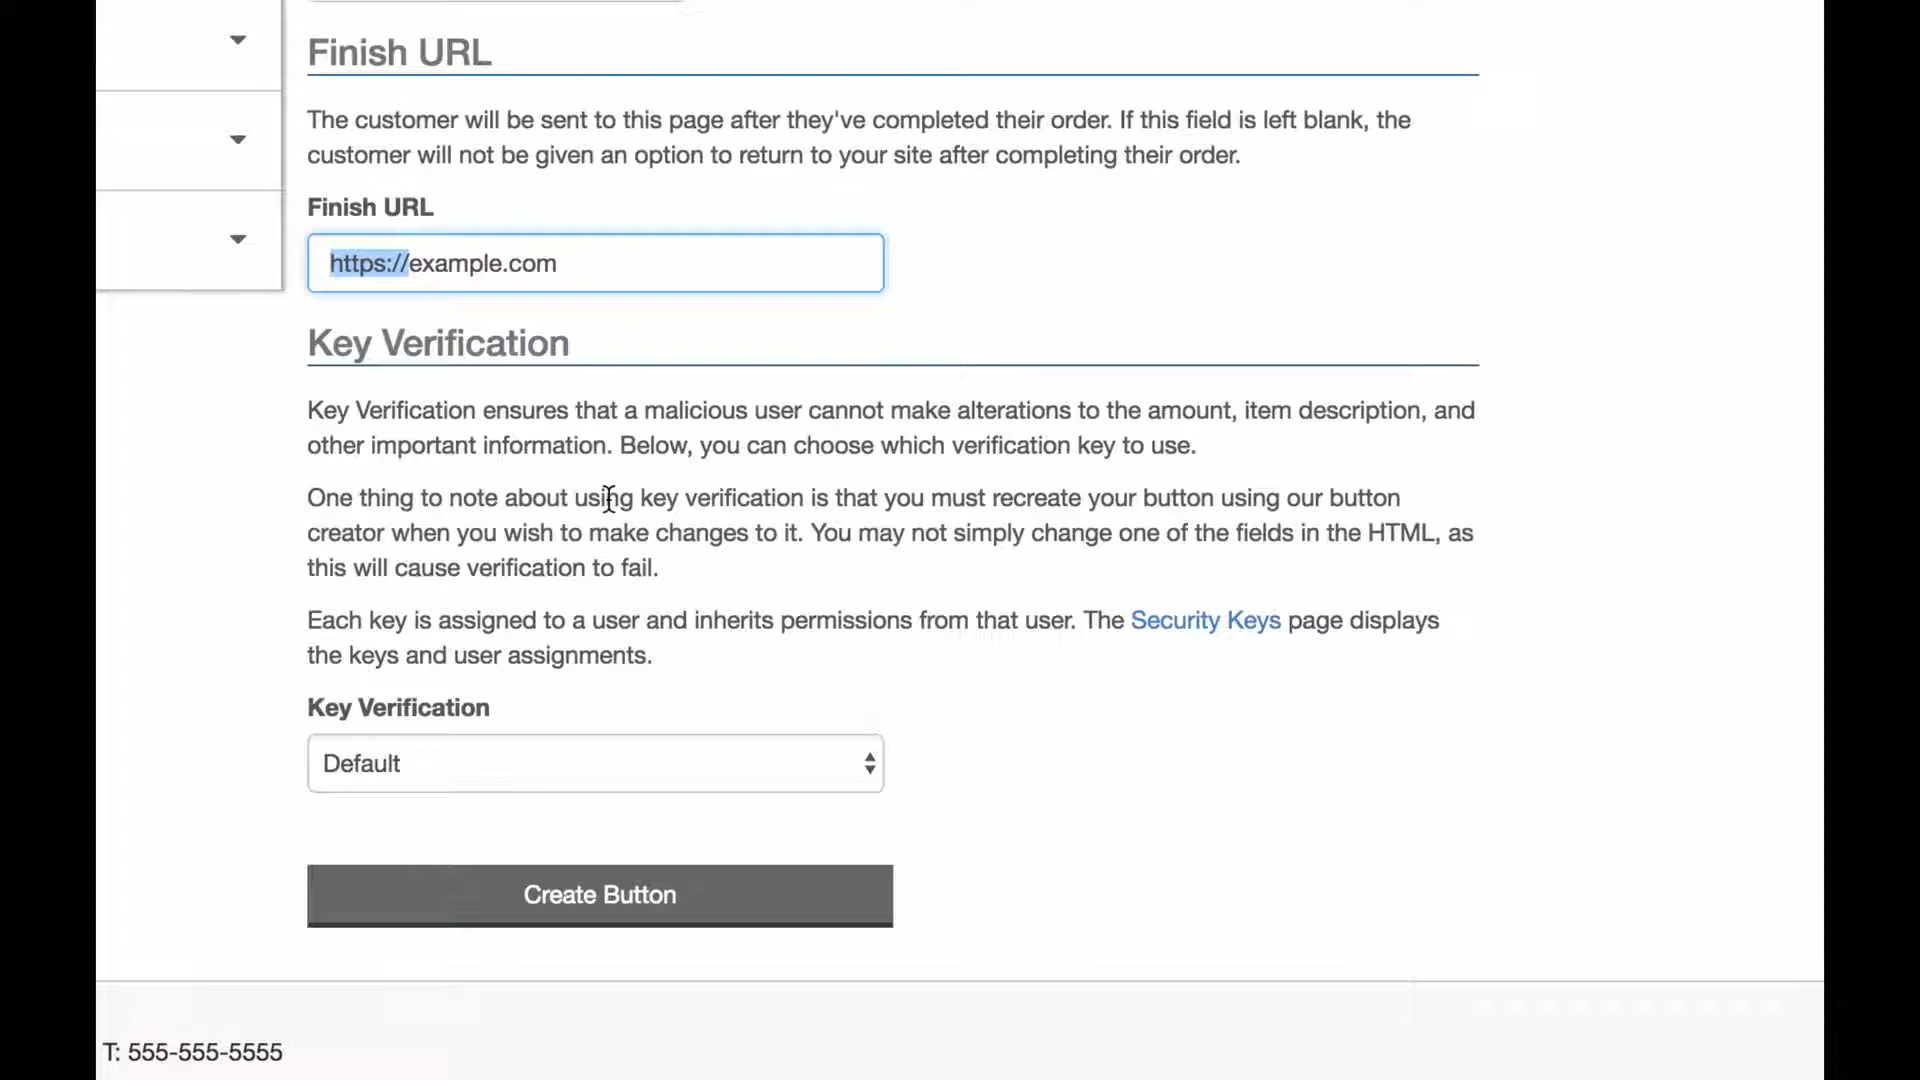 Finish URL
The customer will be sent to this page after they've completed their order. If this field is left blank, the
customer will not be given an option to return to your site after completing their order.
Finish URL
https://example.com
Key Verification
Key Verification ensures that a malicious user cannot make alterations to the amount, item description, and
other important information. Below, you can choose which verification key to use.
One thing to note about using key verification is that you must recreate your button using our button
creator when you wish to make changes to it. You may not simply change one of the fields in the HTML, as
this will cause verification to fail.
Each key is assigned to a user and inherits permissions from that user. The Security Keys page displays
the keys and user assignments.
Key Verification
Default
Create Button
T: 555-555-5555